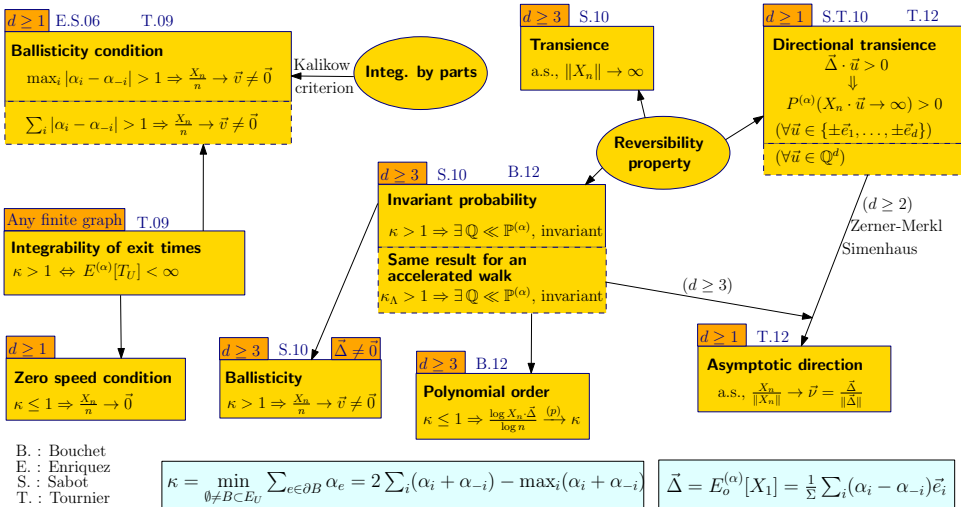 d ≥ 1 E.S.06 T.09
Ballisticity condition
max_i |α_i − α_{−i}| > 1 ⇒ X_n/n → v⃗ ≠ 0⃗
∑_i |α_i − α_{−i}| > 1 ⇒ X_n/n → v⃗ ≠ 0⃗
Kalikow
criterion
Integ. by parts
d ≥ 3 S.10
Transience
a.s., ‖X_n‖ → ∞
d ≥ 1 S.T.10 T.12
Directional transience
Δ⃗ · u⃗ > 0
⇓
P^{(α)}(X_n · u⃗ → ∞) > 0
(∀u⃗ ∈ {±e⃗_1, . . . , ±e⃗_d})
(∀u⃗ ∈ ℚ^d)
Reversibility
property
d ≥ 3 S.10 B.12
Invariant probability
κ > 1 ⇒ ∃ ℚ ≪ ℙ^{(α)}, invariant
Same result for an
accelerated walk
κ_Λ > 1 ⇒ ∃ ℚ ≪ ℙ^{(α)}, invariant
Any finite graph T.09
Integrability of exit times
κ > 1 ⇔ E^{(α)}[T_U] < ∞
(d ≥ 2)
Zerner-Merkl
Simenhaus
(d ≥ 3)
d ≥ 1
Zero speed condition
κ ≤ 1 ⇒ X_n/n → 0⃗
d ≥ 3 S.10 Δ⃗ ≠ 0⃗
Ballisticity
κ > 1 ⇒ X_n/n → v⃗ ≠ 0⃗
d ≥ 3 B.12
Polynomial order
κ ≤ 1 ⇒ log X_n·Δ⃗/log n →^{(p)} κ
d ≥ 1 T.12
Asymptotic direction
a.s., X_n/‖X_n‖ → ν⃗ = Δ⃗/‖Δ⃗‖
B. : Bouchet
E. : Enriquez
S. : Sabot
T. : Tournier
κ = min_{∅≠B⊂E_U} ∑_{e∈∂B} α_e = 2 ∑_i(α_i + α_{−i}) − max_i(α_i + α_{−i})
Δ⃗ = E_o^{(α)}[X_1] = 1/Σ ∑_i(α_i − α_{−i})e⃗_i